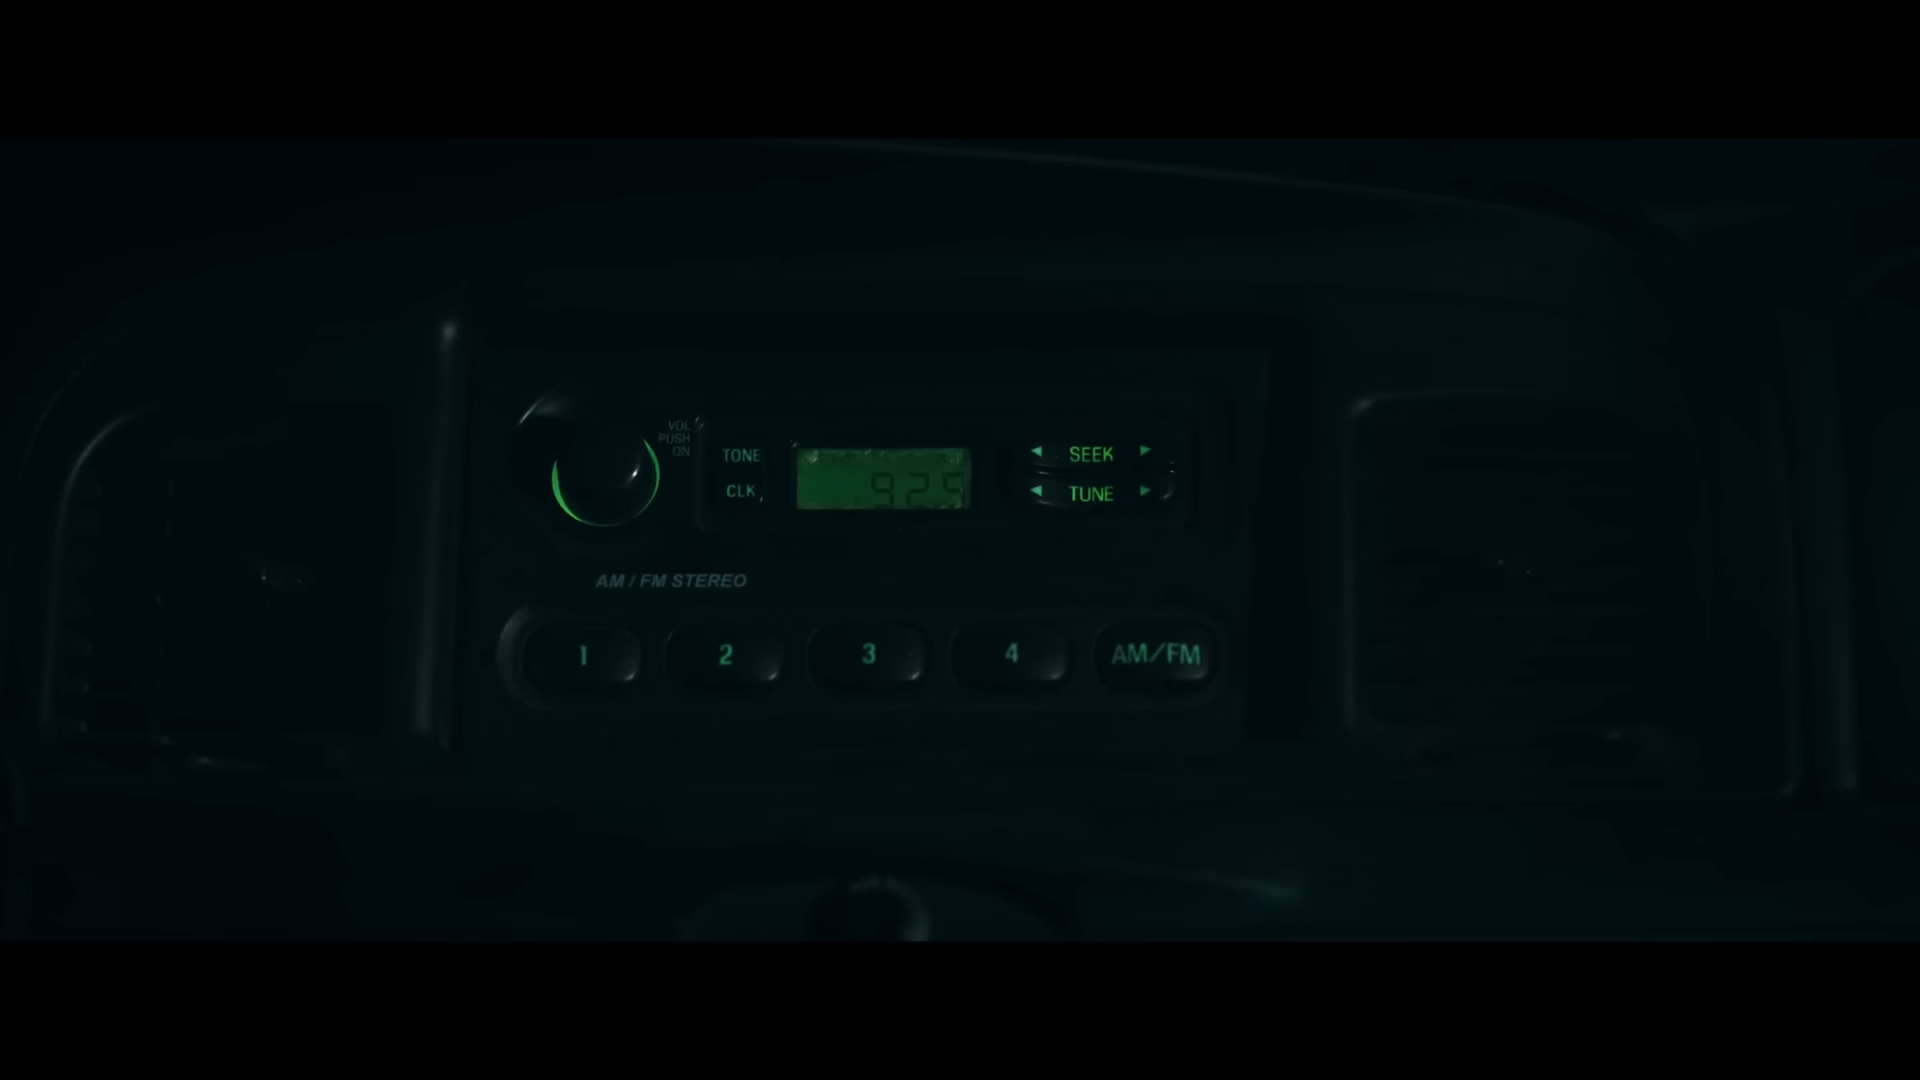 VOL
PUSH
ON
TONE
CLK
925
SEEK
TUNE
AM / FM STEREO
1 2 3 4 AM/FM